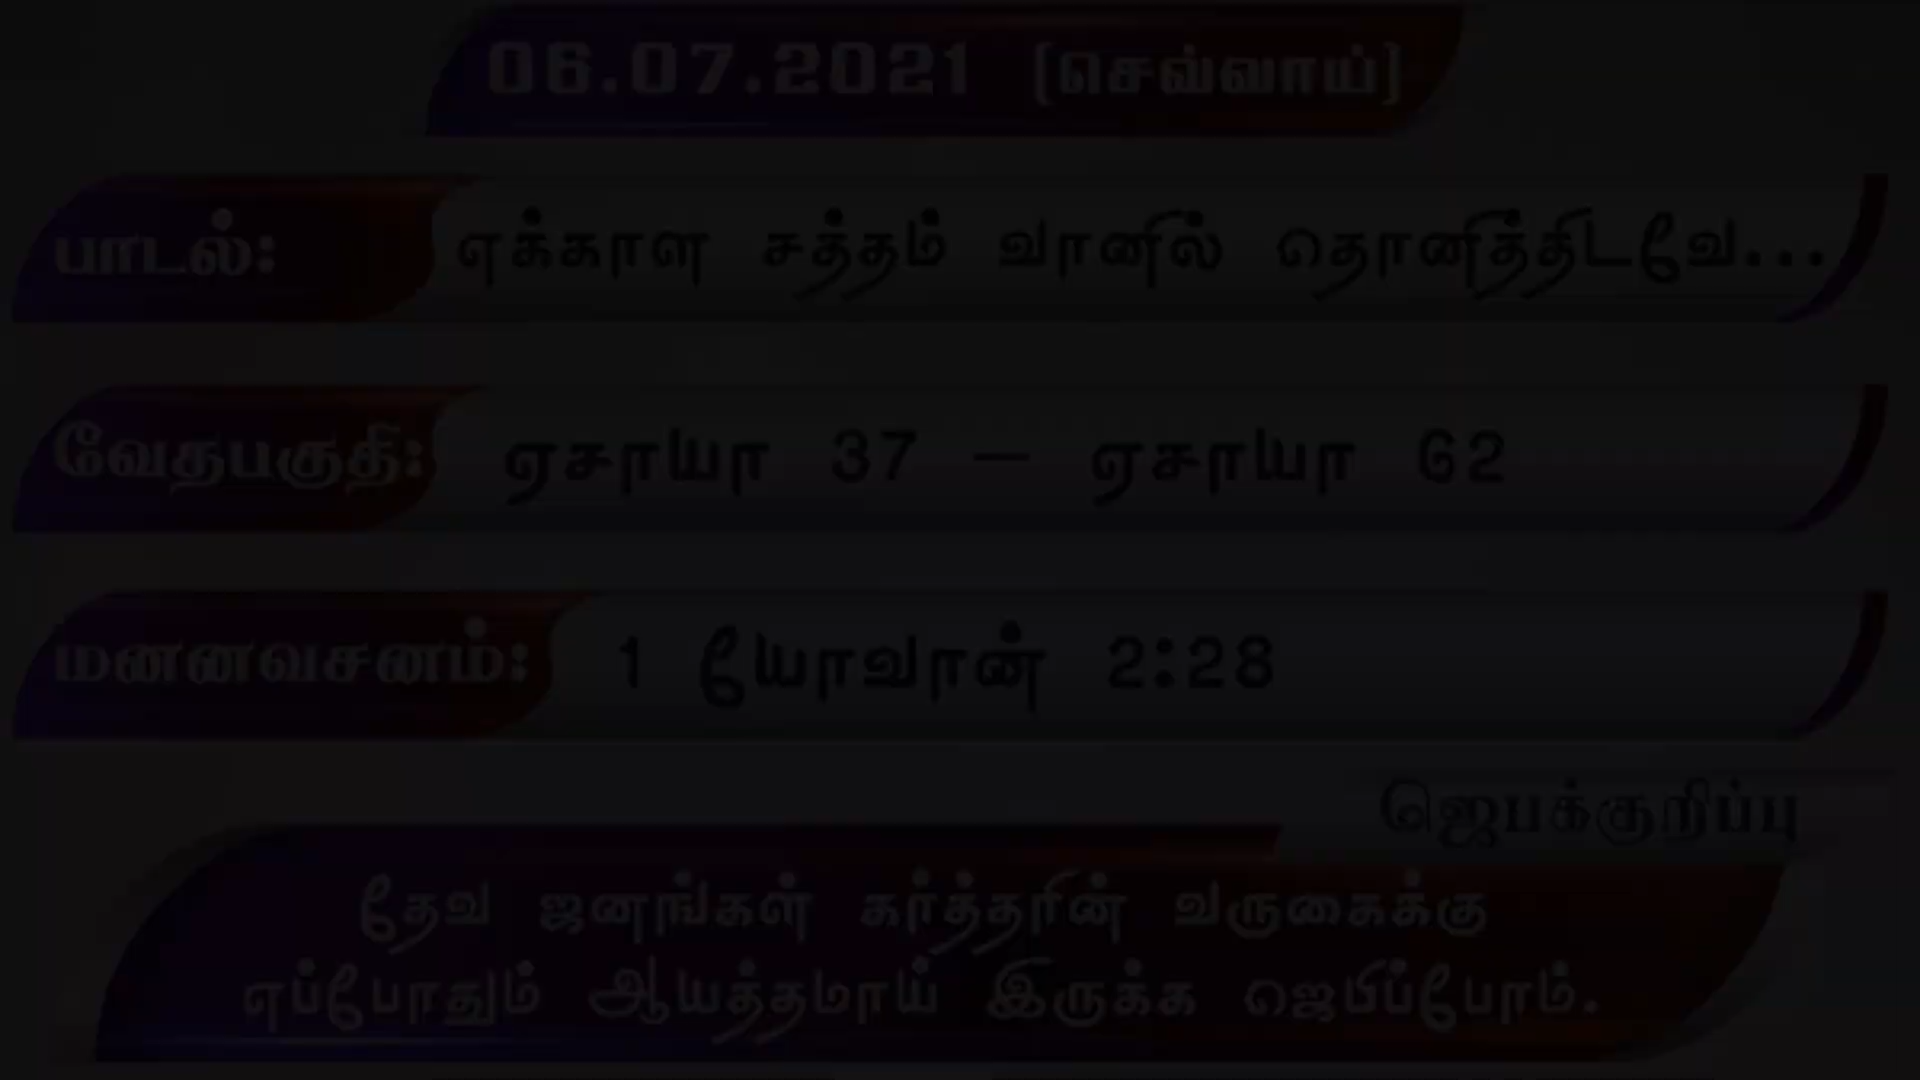 06.07.2021 (செவ்வாய்)
பாடல்: எக்காள சத்தம் வானில் தொனித்திடவே...
வேதபகுதி: ஏசாயா 37 – ஏசாயா 62
மனனவசனம்: 1 யோவான் 2:28
ஜெபக்குறிப்பு
தேவ ஜனங்கள் கர்த்தரின் வருகைக்கு
எப்போதும் ஆயத்தமாய் இருக்க ஜெபிப்போம்.